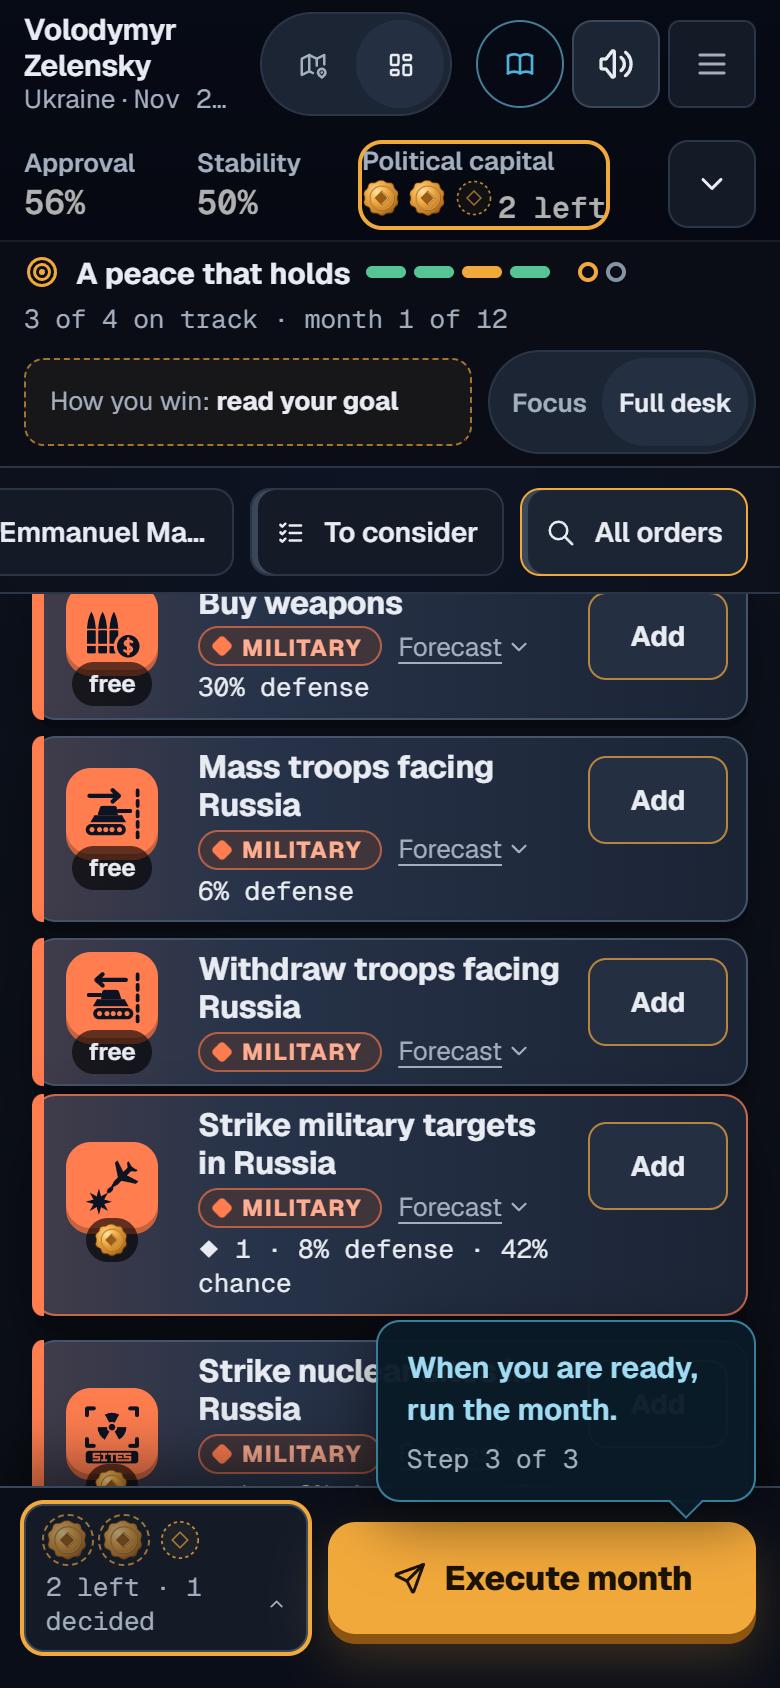 Volodymyr
Zelensky
Ukraine · Nov 2…
Approval
56%
Stability
50%
Political capital
2 left
A peace that holds
3 of 4 on track · month 1 of 12
How you win: read your goal
Focus
Full desk
Emmanuel Ma…
To consider
All orders
Buy weapons
MILITARY
Forecast
30% defense
free
Add
Mass troops facing
Russia
MILITARY
Forecast
6% defense
free
Add
Withdraw troops facing
Russia
MILITARY
Forecast
free
Add
Strike military targets
in Russia
MILITARY
Forecast
◆ 1 · 8% defense · 42%
chance
Add
Strike nuclear
Russia
MILITARY
SITES
Add
When you are ready,
run the month.
Step 3 of 3
2 left · 1
decided
Execute month